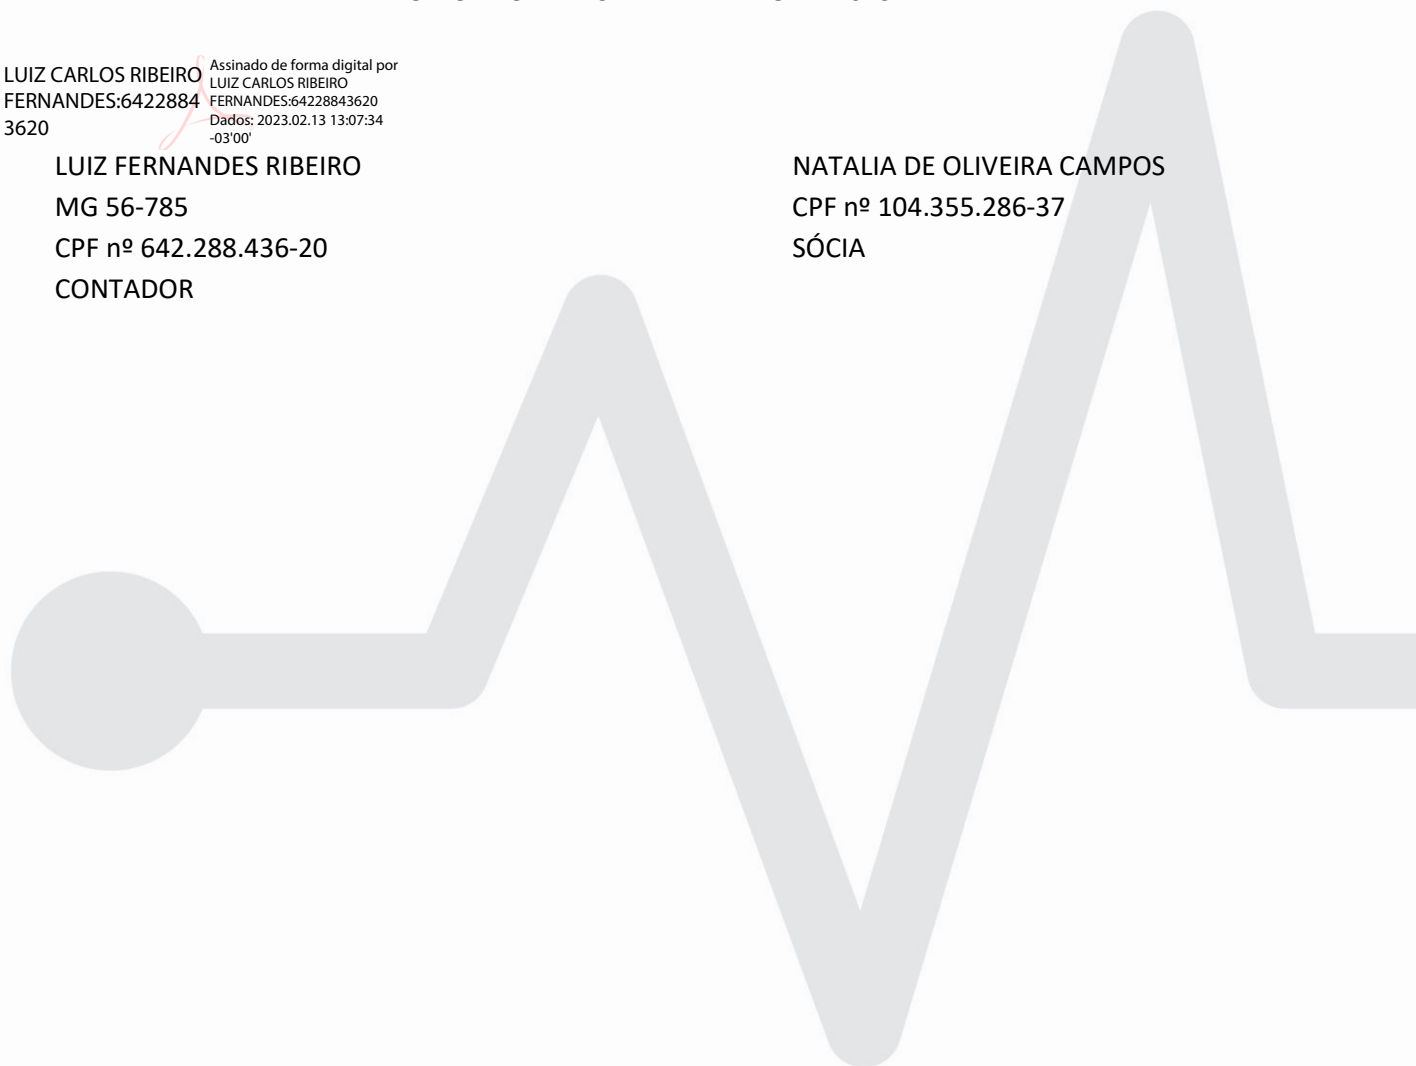 LUIZ CARLOS RIBEIRO
FERNANDES:6422884
3620
Assinado de forma digital por
LUIZ CARLOS RIBEIRO
FERNANDES:64228843620
Dados: 2023.02.13 13:07:34
-03'00'
LUIZ FERNANDES RIBEIRO
MG 56-785
CPF nº 642.288.436-20
CONTADOR
NATALIA DE OLIVEIRA CAMPOS
CPF nº 104.355.286-37
SÓCIA